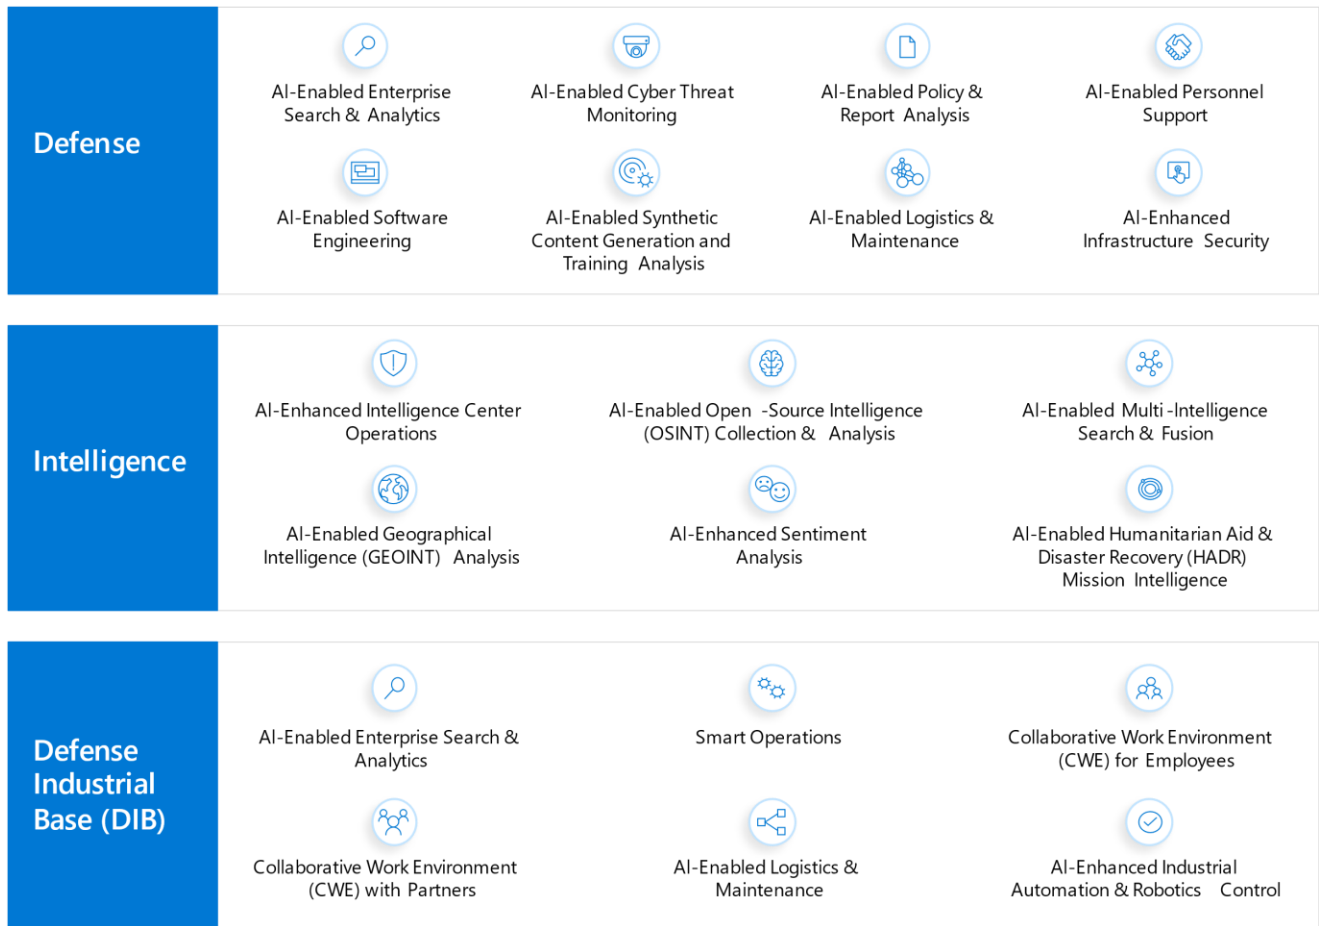 Defense
AI-Enabled Enterprise
Search & Analytics
AI-Enabled Cyber Threat
Monitoring
AI-Enabled Policy &
Report Analysis
AI-Enabled Personnel
Support
AI-Enabled Software
Engineering
AI-Enabled Synthetic
Content Generation and
Training Analysis
AI-Enabled Logistics &
Maintenance
AI-Enhanced
Infrastructure Security
Intelligence
AI-Enhanced Intelligence Center
Operations
AI-Enabled Open -Source Intelligence
(OSINT) Collection & Analysis
AI-Enabled Multi-Intelligence
Search & Fusion
AI-Enabled Geographical
Intelligence (GEOINT) Analysis
AI-Enhanced Sentiment
Analysis
AI-Enabled Humanitarian Aid &
Disaster Recovery (HADR)
Mission Intelligence
Defense
Industrial
Base (DIB)
AI-Enabled Enterprise Search &
Analytics
Smart Operations
Collaborative Work Environment
(CWE) for Employees
Collaborative Work Environment
(CWE) with Partners
AI-Enabled Logistics &
Maintenance
AI-Enhanced Industrial
Automation & Robotics Control